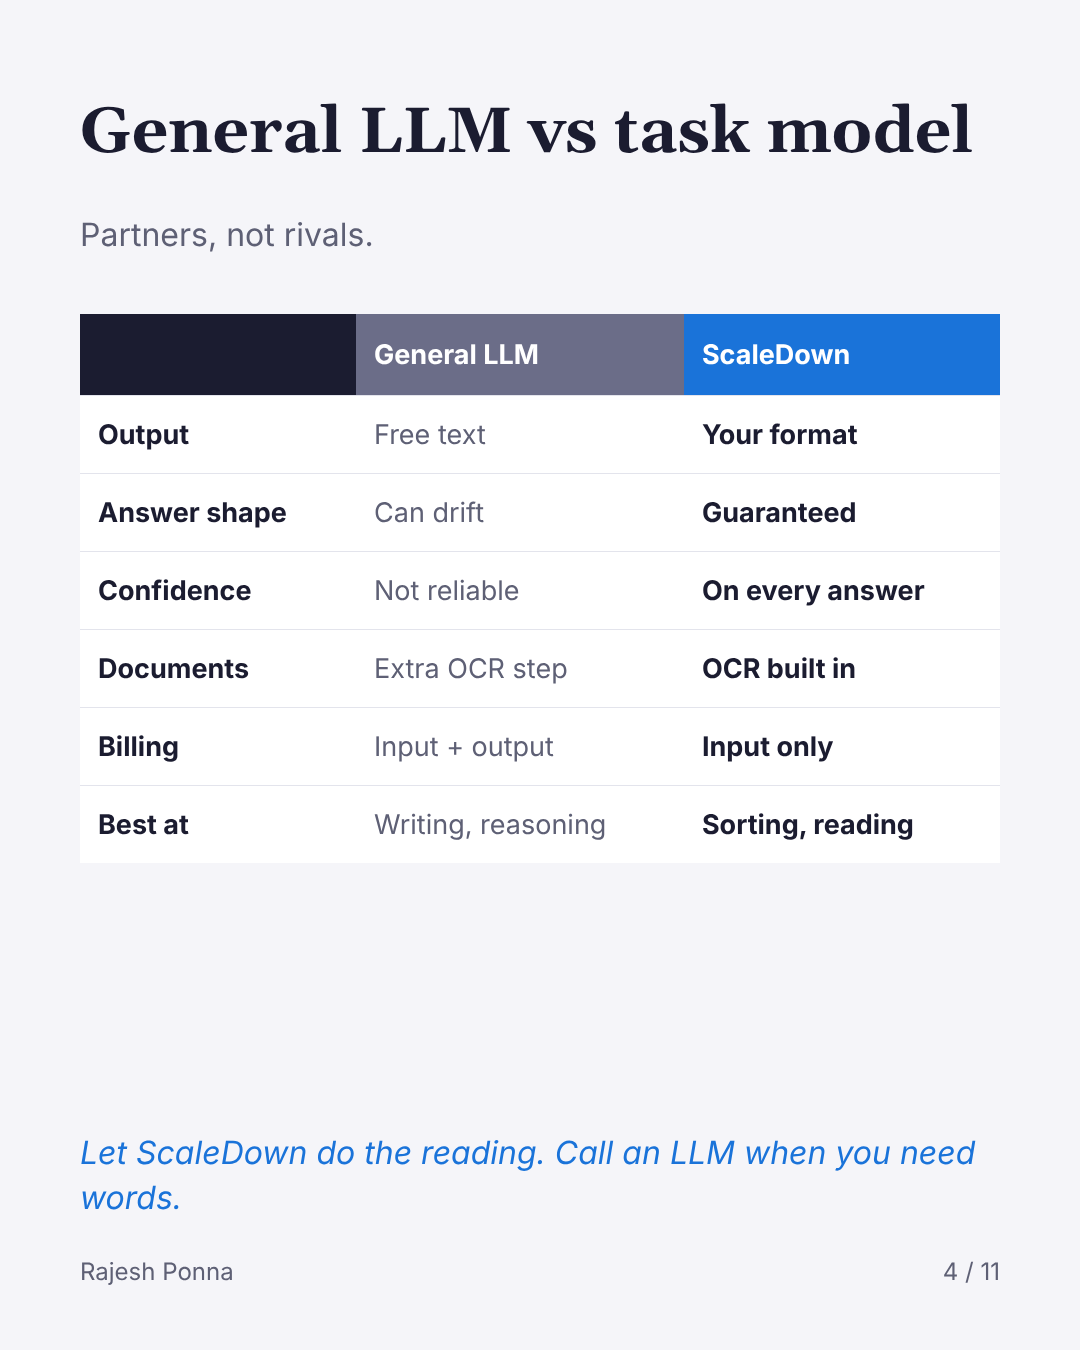 General LLM vs task model
Partners, not rivals.
General LLM ScaleDown
Output Free text Your format
Answer shape Can drift Guaranteed
Confidence Not reliable On every answer
Documents Extra OCR step OCR built in
Billing Input + output Input only
Best at Writing, reasoning Sorting, reading
Let ScaleDown do the reading. Call an LLM when you need
words.
Rajesh Ponna 4 / 11